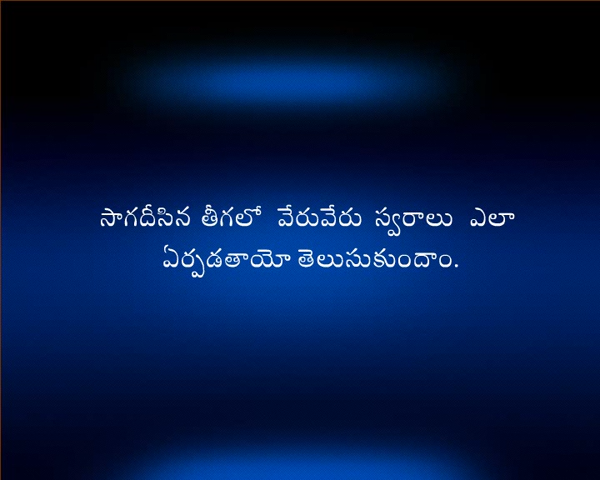 సాగదీసిన తీగలో వేరువేరు స్వరాలు ఎలా
ఏర్పడతాయో తెలుసుకుందాం.